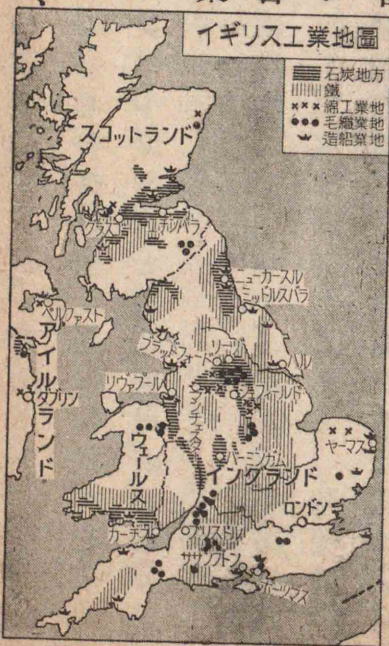 イギリス工業地圖
石炭地方
鐵
綿工業地
毛織業地
造船業地
スコットランド
グラスゴー
エヂンバラ
ニューカースル
ミッドルスバラ
ベルファスト
アイルランド
ダブリン
ブラッドフォード
リーヅ
ハル
リヴァプール
マンチェスター
シェフィールド
ウェールス
バーミンガム
イングランド
ヤーマス
ロンドン
カーヂフ
ブリストル
サザンプトン
ポーツマス